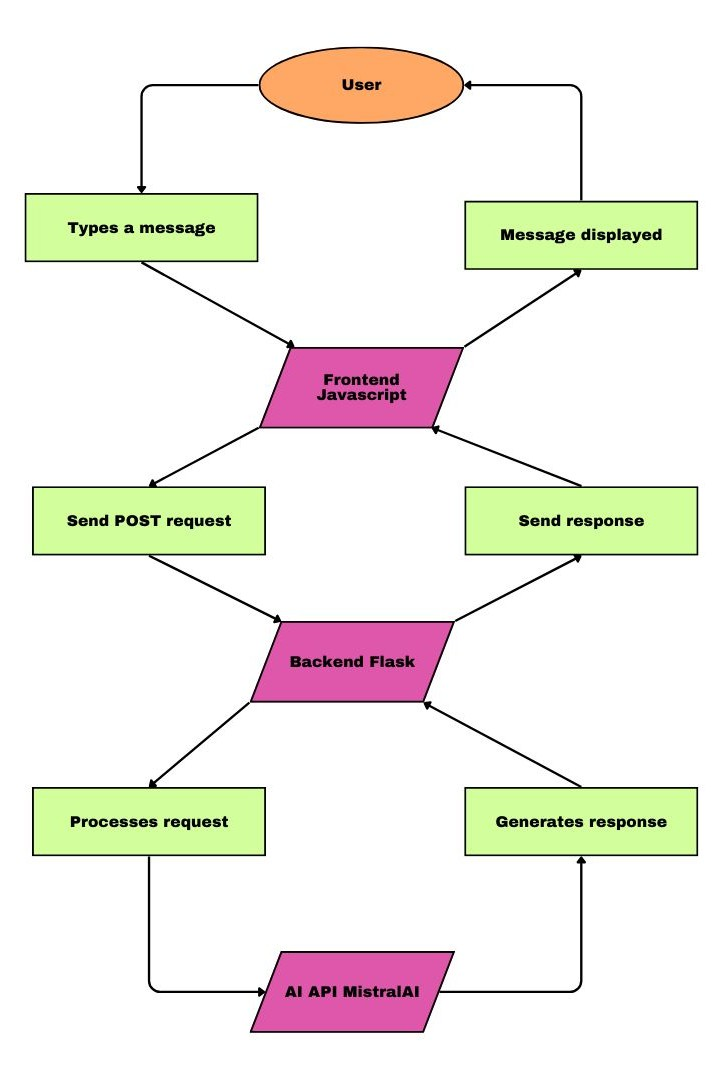 User
Types a message
Message displayed
Frontend
Javascript
Send POST request
Send response
Backend Flask
Processes request
Generates response
AI API MistralAI